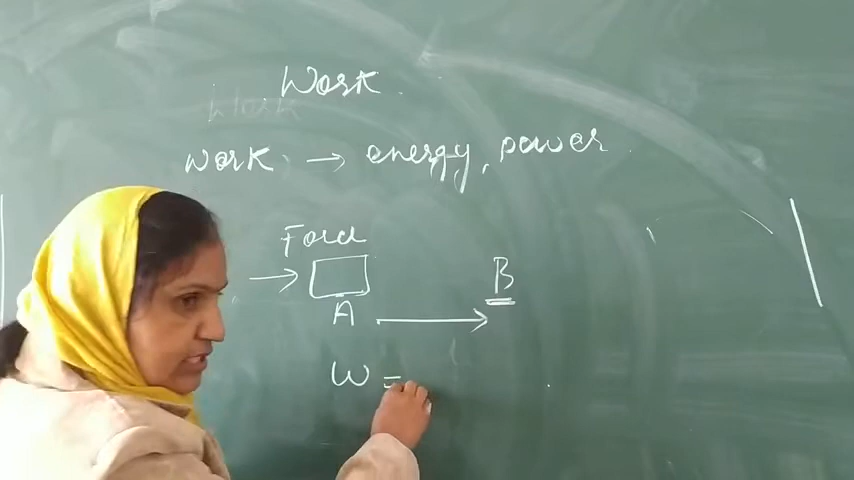 Work.
Work → energy, power
Force
→
A → B
W =